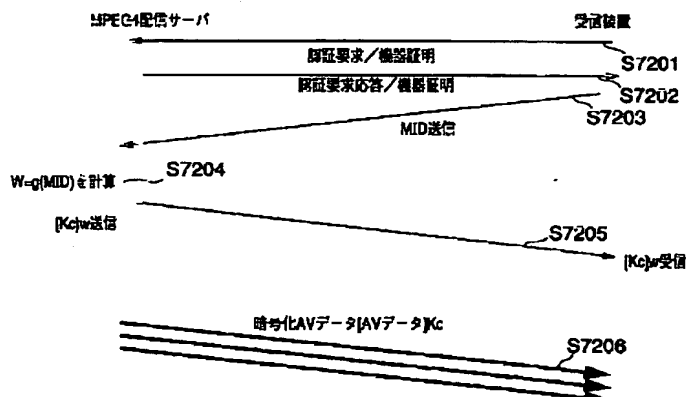 MPEG4配信サーバ
受信装置
認証要求/機器証明
S7201
認証要求応答/機器証明
S7202
S7203
MID送信
S7204
W=g(MID)を計算
[Kc]w送信
S7205
[Kc]w受信
暗号化AVデータ[AVデータ]Kc
S7206